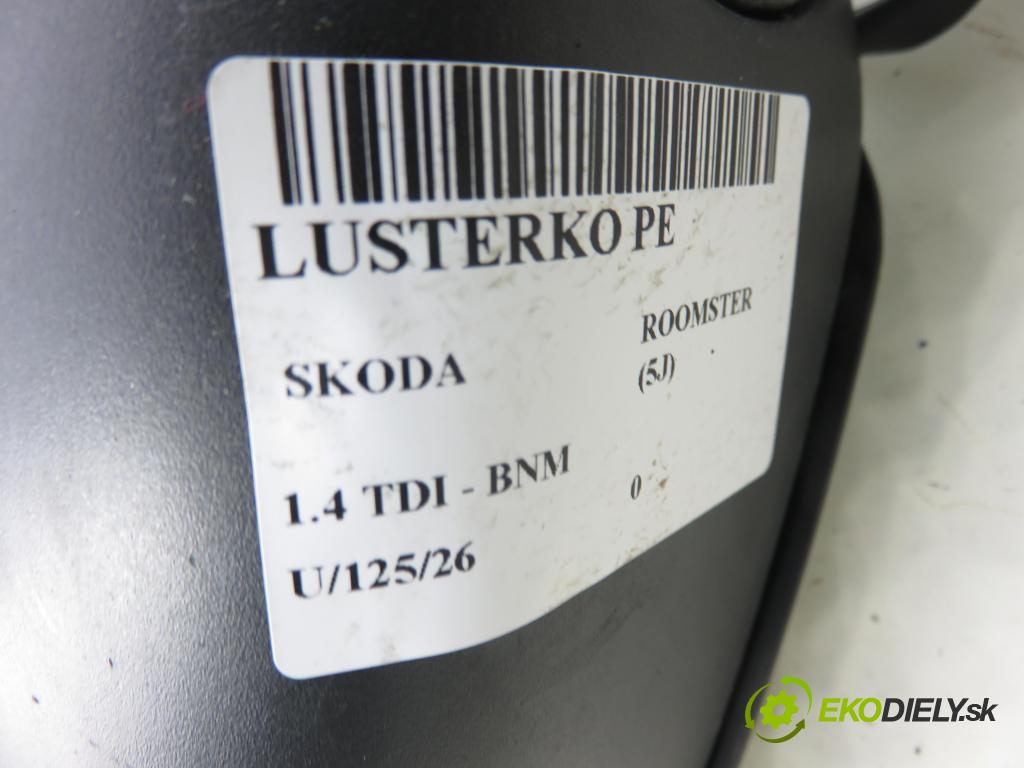 LUSTERKO PE
SKODA
ROOMSTER
(5J)
1.4 TDI - BNM
0
U/125/26
EKODIELY.sk